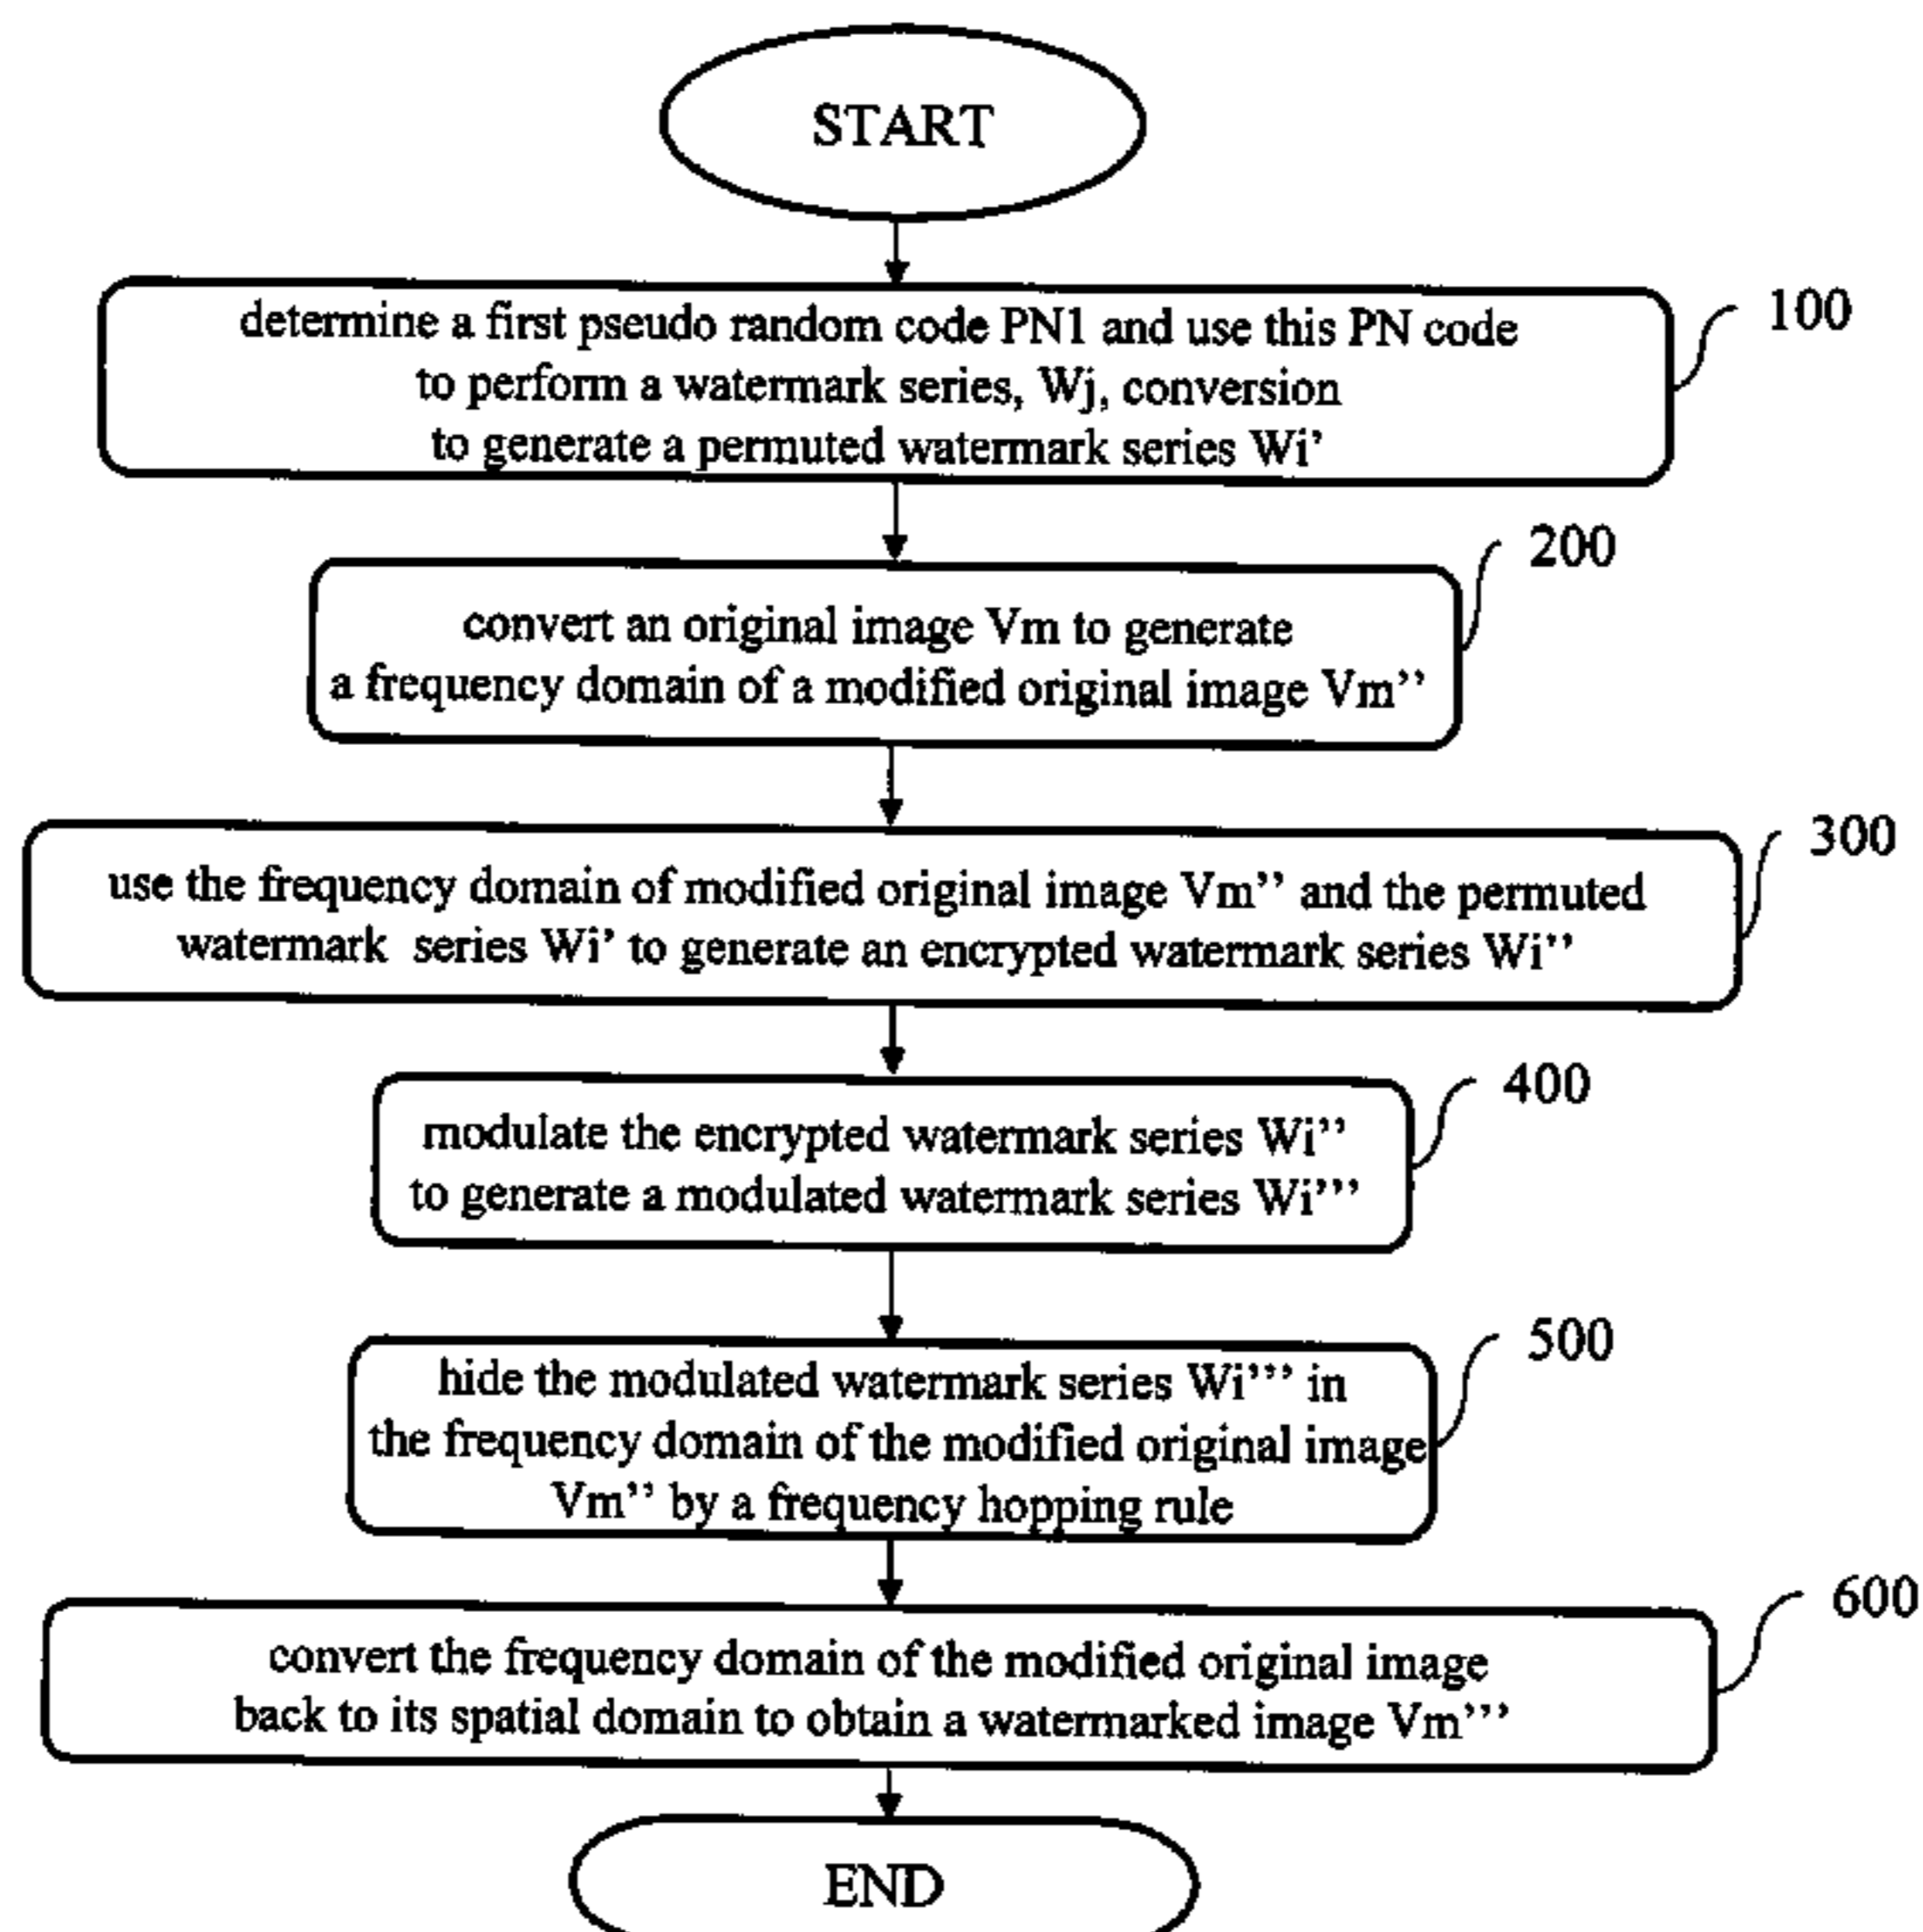 START
determine a first pseudo random code PN1 and use this PN code
to perform a watermark series, Wj, conversion
to generate a permuted watermark series Wi'
100
convert an original image Vm to generate
a frequency domain of a modified original image Vm’’
200
use the frequency domain of modified original image Vm’’ and the permuted
watermark series Wi’ to generate an encrypted watermark series Wi’’
300
modulate the encrypted watermark series Wi’’
to generate a modulated watermark series Wi’’’
400
hide the modulated watermark series Wi’’’ in
the frequency domain of the modified original image
Vm’’ by a frequency hopping rule
500
convert the frequency domain of the modified original image
back to its spatial domain to obtain a watermarked image Vm’’’
600
END